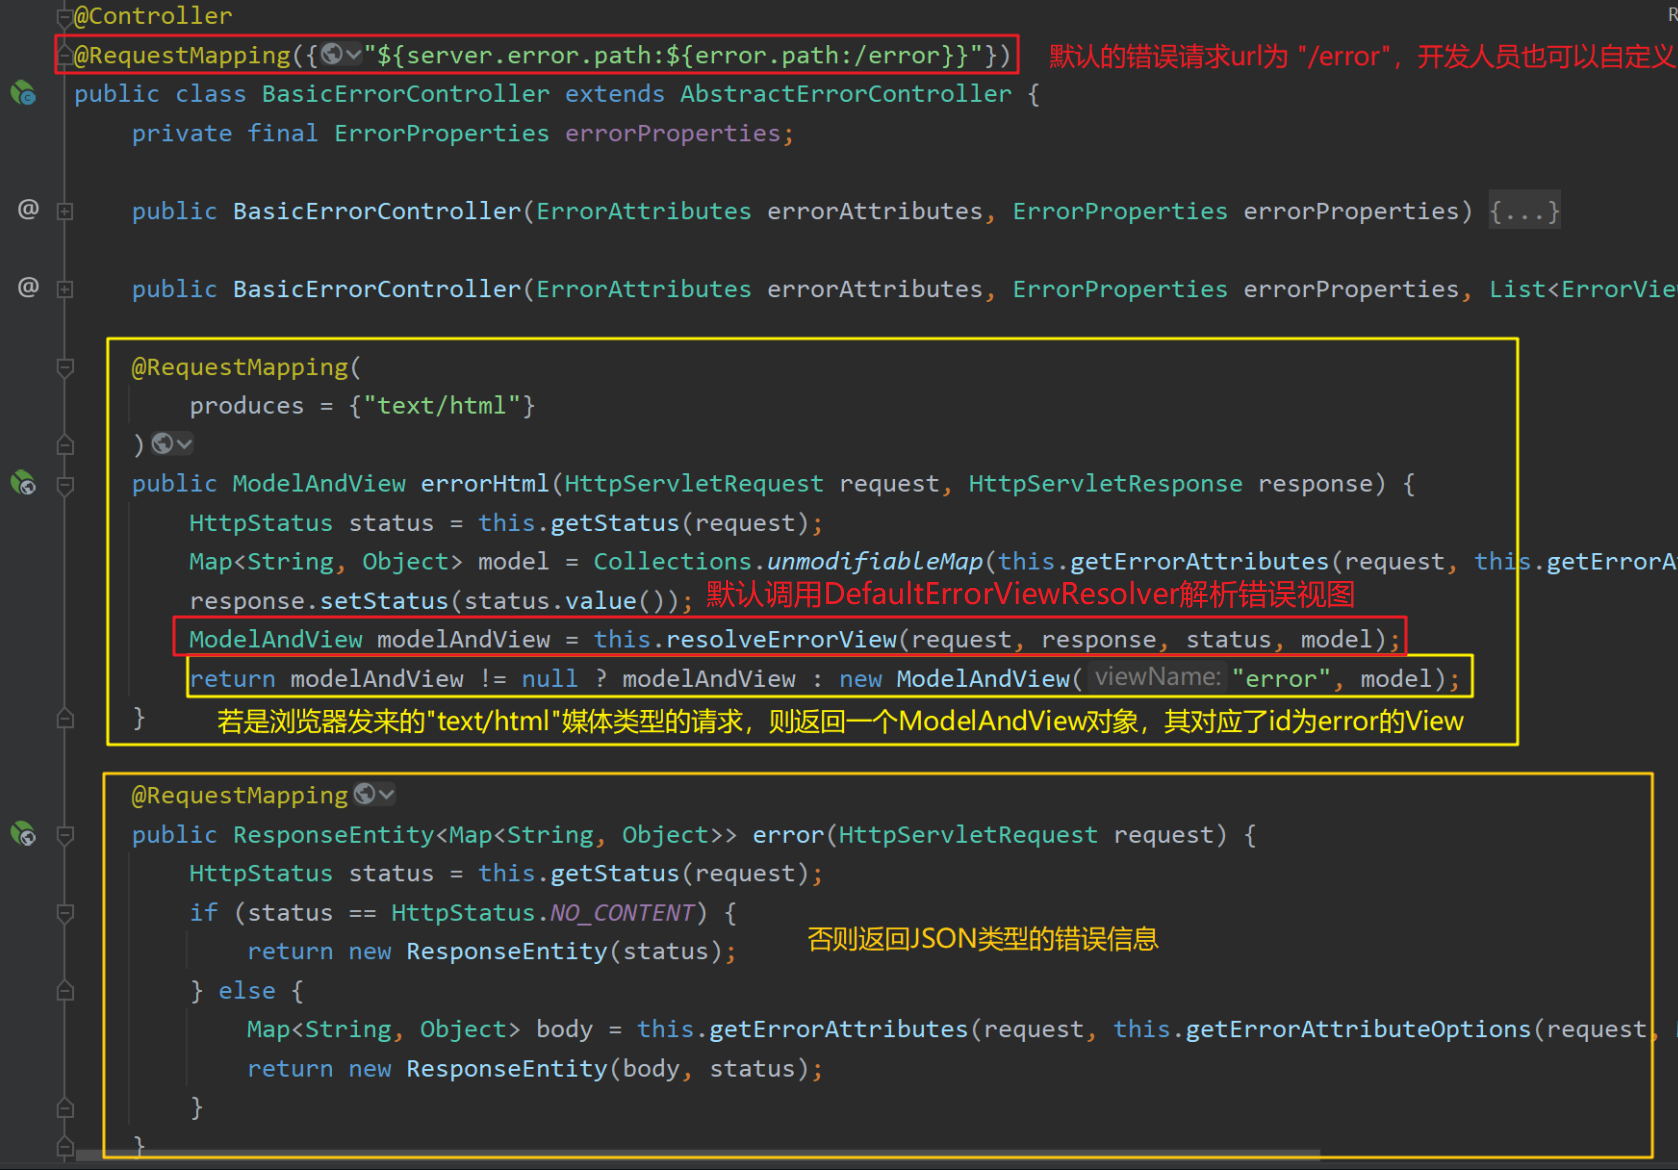 @Controller
R
@RequestMapping({"${server.error.path:${error.path:/error}}"}) 默认的错误请求url为 "/error"，开发人员也可以自定义
public class BasicErrorController extends AbstractErrorController {
private final ErrorProperties errorProperties;
@ public BasicErrorController(ErrorAttributes errorAttributes, ErrorProperties errorProperties) {...}
@ public BasicErrorController(ErrorAttributes errorAttributes, ErrorProperties errorProperties, List<ErrorVie
@RequestMapping(
produces = {"text/html"}
)
public ModelAndView errorHtml(HttpServletRequest request, HttpServletResponse response) {
HttpStatus status = this.getStatus(request);
Map<String, Object> model = Collections.unmodifiableMap(this.getErrorAttributes(request, this.getErrorA
response.setStatus(status.value()); 默认调用DefaultErrorViewResolver解析错误视图
ModelAndView modelAndView = this.resolveErrorView(request, response, status, model);
return modelAndView != null ? modelAndView : new ModelAndView( viewName: "error", model);
} 若是浏览器发来的"text/html"媒体类型的请求，则返回一个ModelAndView对象，其对应了id为error的View
@RequestMapping
public ResponseEntity<Map<String, Object>> error(HttpServletRequest request) {
HttpStatus status = this.getStatus(request);
if (status == HttpStatus.NO_CONTENT) {
否则返回JSON类型的错误信息
return new ResponseEntity(status);
} else {
Map<String, Object> body = this.getErrorAttributes(request, this.getErrorAttributeOptions(request,
return new ResponseEntity(body, status);
}
}